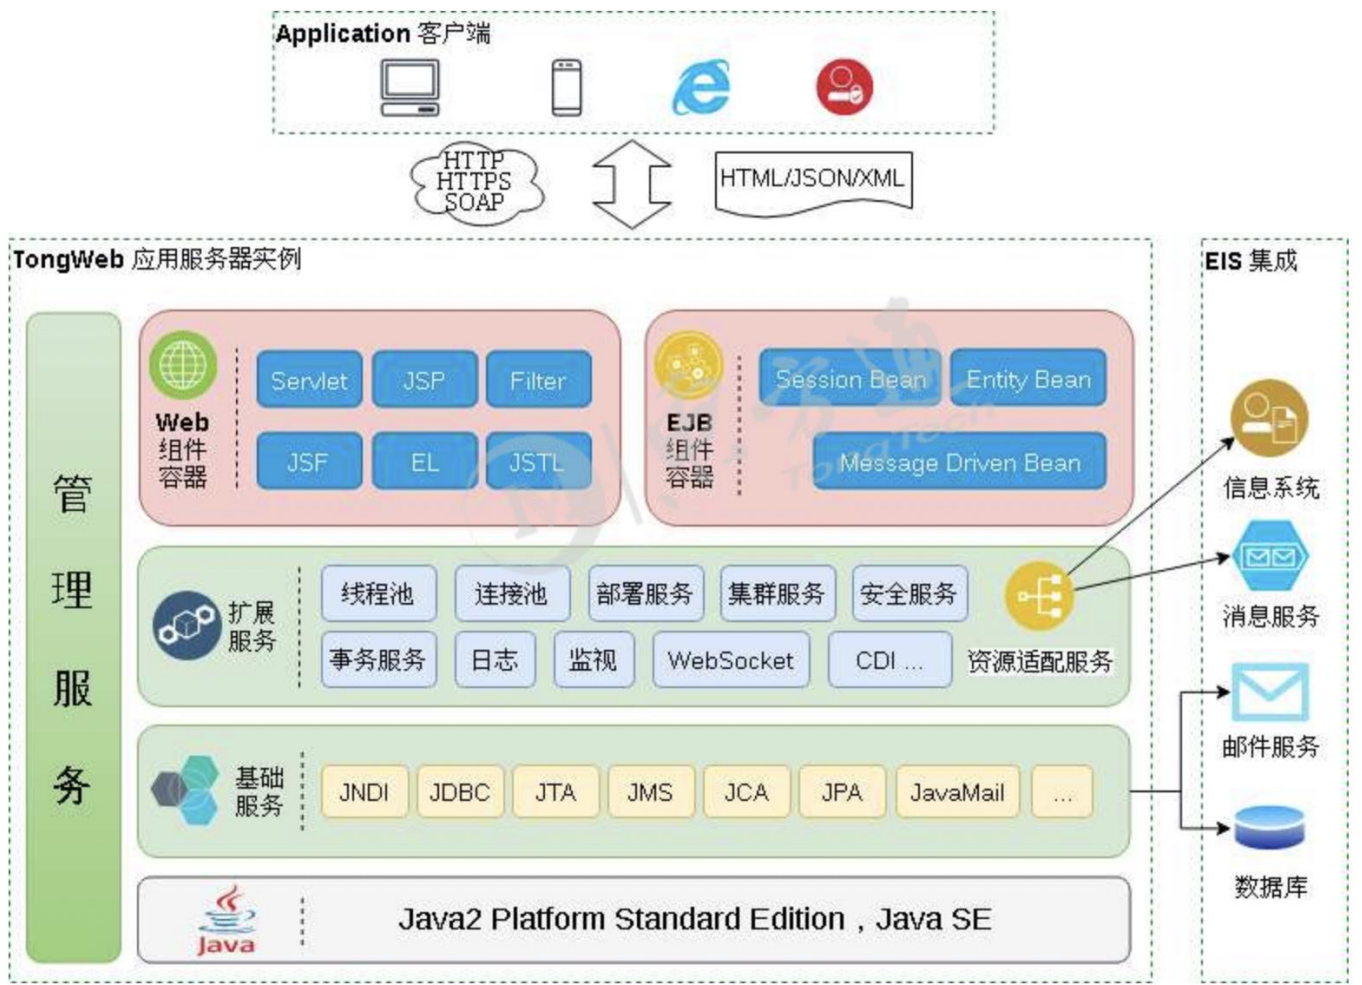 Application 客户端
HTTP
HTTPS
SOAP
HTML/JSON/XML
TongWeb 应用服务器实例
管
理
服
务
Web
组件
容器
Servlet
JSP
Filter
JSF
EL
JSTL
EJB
组件
容器
Session Bean
Entity Bean
Message Driven Bean
扩展
服务
线程池
连接池
部署服务
集群服务
安全服务
事务服务
日志
监视
WebSocket
CDI ...
资源适配服务
基础
服务
JNDI
JDBC
JTA
JMS
JCA
JPA
JavaMail
...
Java
Java2 Platform Standard Edition，Java SE
EIS 集成
信息系统
消息服务
邮件服务
数据库
TongTech